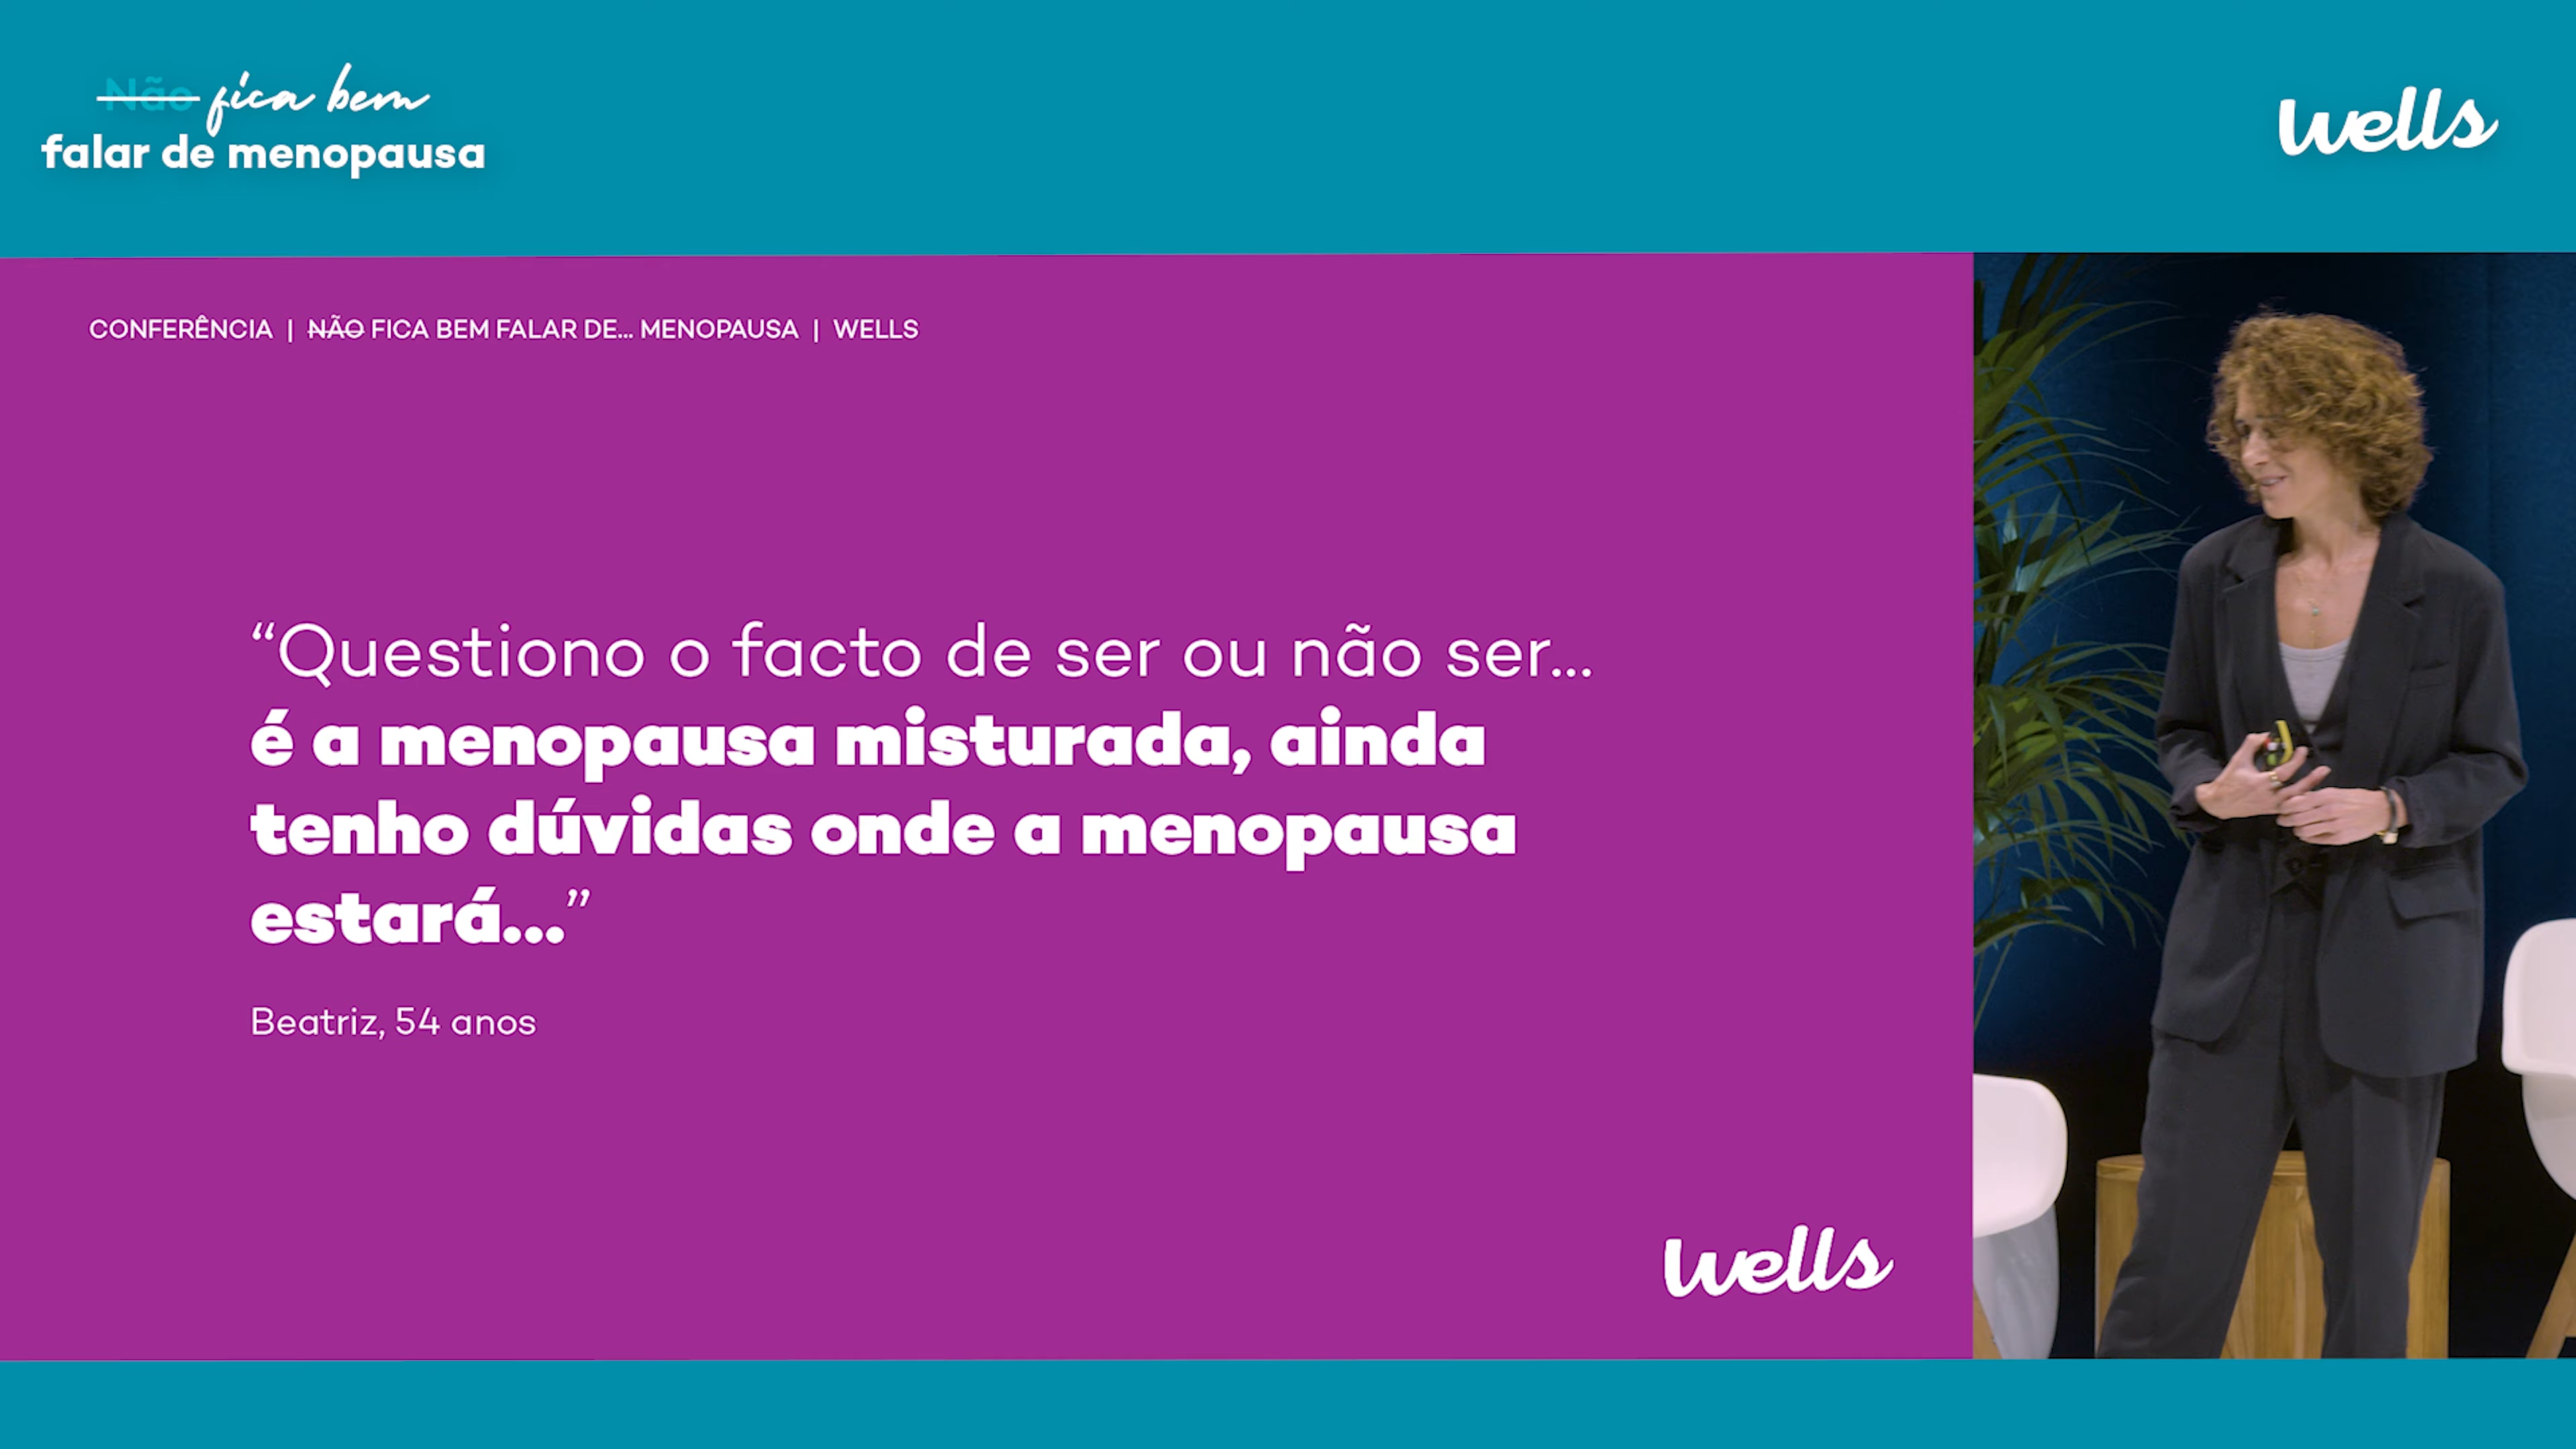 Não fica bem
falar de menopausa
wells
CONFERÊNCIA | NÃO FICA BEM FALAR DE... MENOPAUSA | WELLS
“Questiono o facto de ser ou não ser...
é a menopausa misturada, ainda
tenho dúvidas onde a menopausa
estará...”
Beatriz, 54 anos
wells